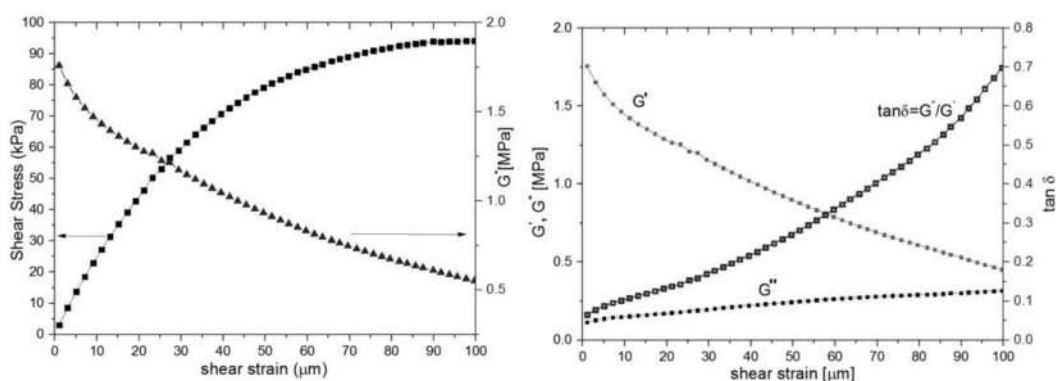 100
90
80
70
60
50
40
30
20
10
0
Shear Stress (kPa)
2.0
1.5
1.0
0.5
G*[MPa]
0 10 20 30 40 50 60 70 80 90 100
shear strain (μm)
2.0
1.5
1.0
0.5
0.0
G', G" [MPa]
G'
tanδ=G"/G'
G"
0.8
0.7
0.6
0.5
0.4
0.3
0.2
0.1
0.0
tan δ
0 10 20 30 40 50 60 70 80 90 100
shear strain [μm]